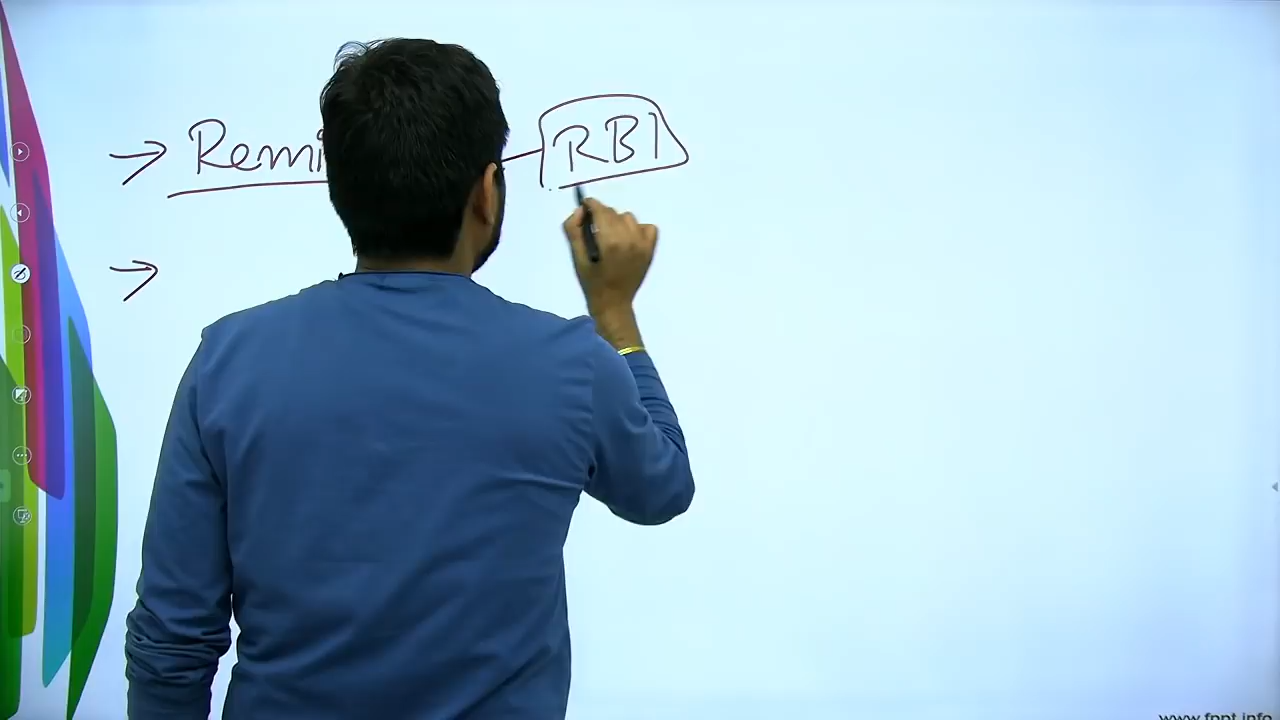 → Remi — RBI
→
www.fppt.info